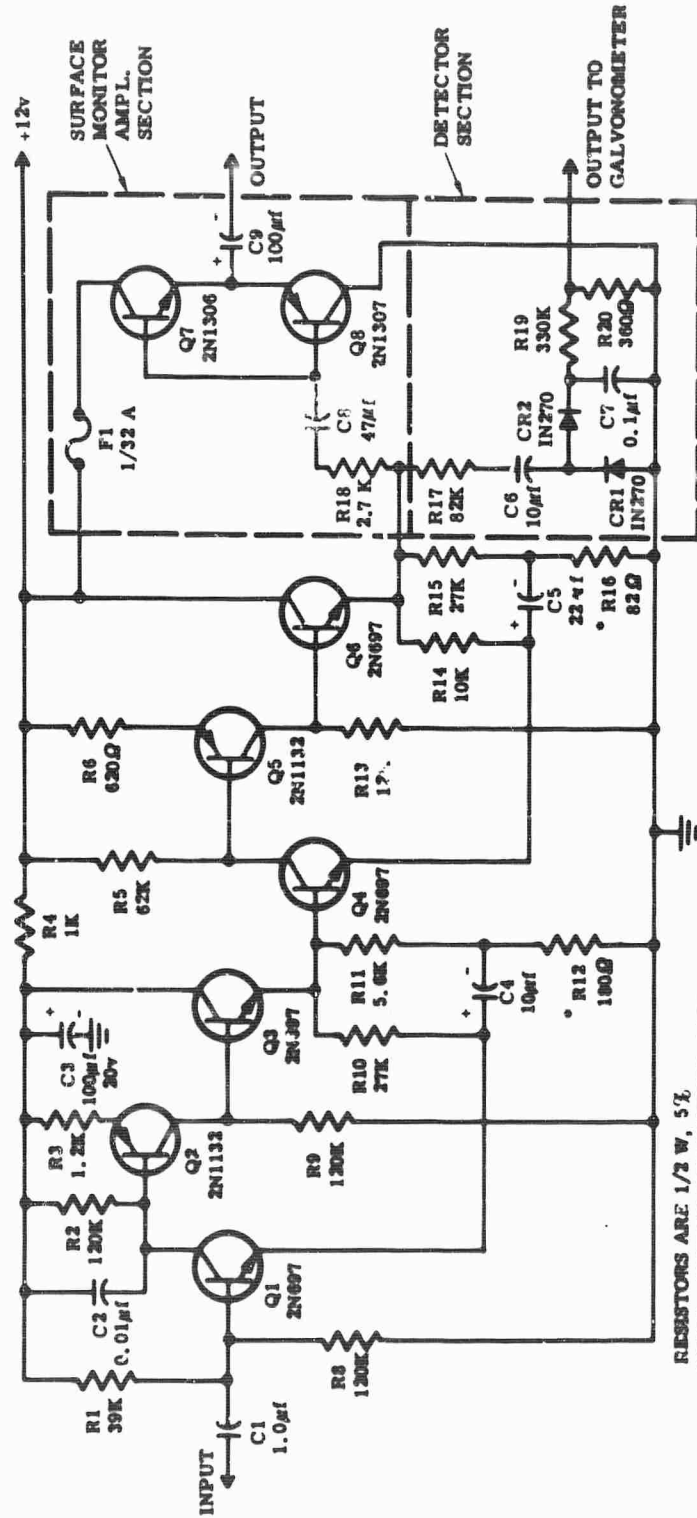 +12v
SURFACE
MONITOR
AMPL.
SECTION
OUTPUT
DETECTOR
SECTION
OUTPUT TO
GALVONOMETER
INPUT
C1
1.0µf
R1
39K
C2
0.01µf
R2
120K
R3
1.2K
C3
100µf
20v
R4
1K
R5
62K
R6
620Ω
F1
1/32 A
Q1
2N697
Q2
2N1132
Q3
2N697
Q4
2N697
Q5
2N1132
Q6
2N697
Q7
2N1306
Q8
2N1307
C9
100µf
+
-
R8
120K
R9
120K
R10
27K
R11
5.6K
C4
10µf
* R12
180Ω
R13
R14
10K
R15
27K
C5
* R16
82Ω
R17
82K
R18
2.7 K
C8
47µf
C6
10µf
CR2
IN270
CR1
IN270
C7
0.1µf
R19
330K
R20
360Ω
RESISTORS ARE 1/2 W, 5%